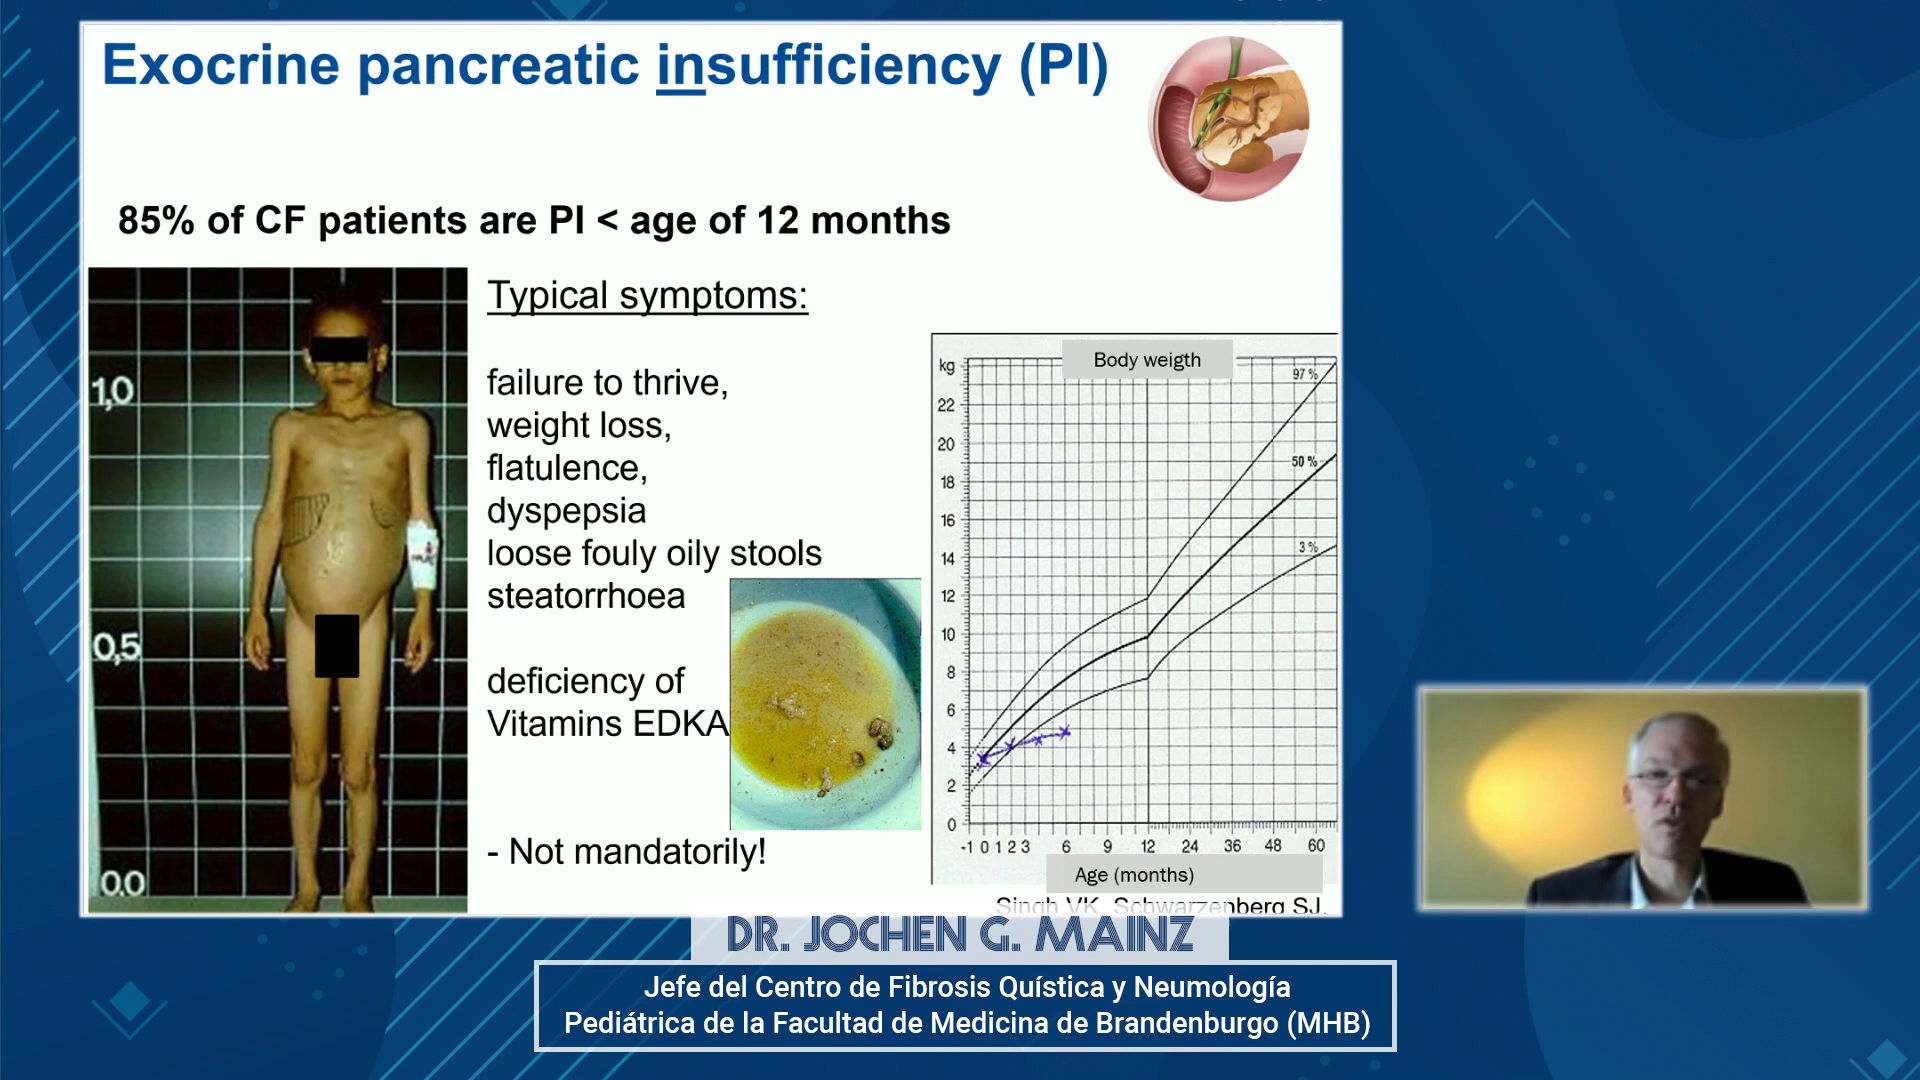 Exocrine pancreatic insufficiency (PI)
85% of CF patients are PI < age of 12 months
1,0
0,5
0,0
Typical symptoms:
failure to thrive,
weight loss,
flatulence,
dyspepsia
loose fouly oily stools
steatorrhoea
deficiency of
Vitamins EDKA
- Not mandatorily!
Body weigth
kg
97 %
50 %
3 %
22
20
18
16
14
12
10
8
6
4
2
0
-1 0 1 2 3 6 9 12 24 36 48 60
Age (months)
Singh VK, Schwarzenberg SJ.
DR. JOCHEN G. MAINZ
Jefe del Centro de Fibrosis Quística y Neumología
Pediátrica de la Facultad de Medicina de Brandenburgo (MHB)